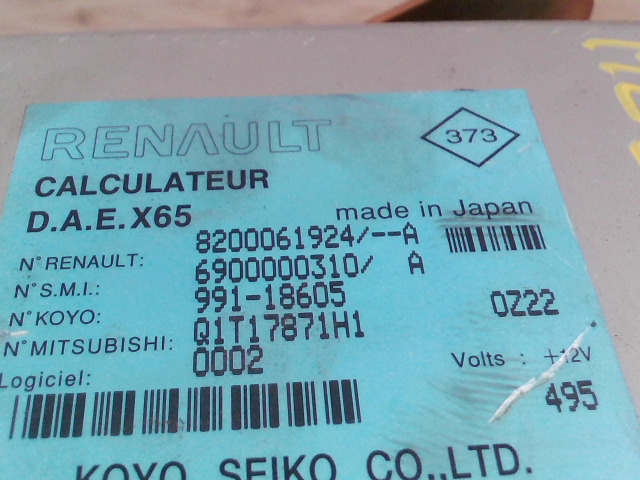 RENAULT
373
CALCULATEUR
D.A.E. X65
made in Japan
N° RENAULT: 8200061924/--A
N° S.M.I.: 6900000310/ A
N° KOYO: 991-18605
0Z22
N° MITSUBISHI: Q1T17871H1
Logiciel: 0002
Volts : +12V
495
KOYO SEIKO CO.,LTD.